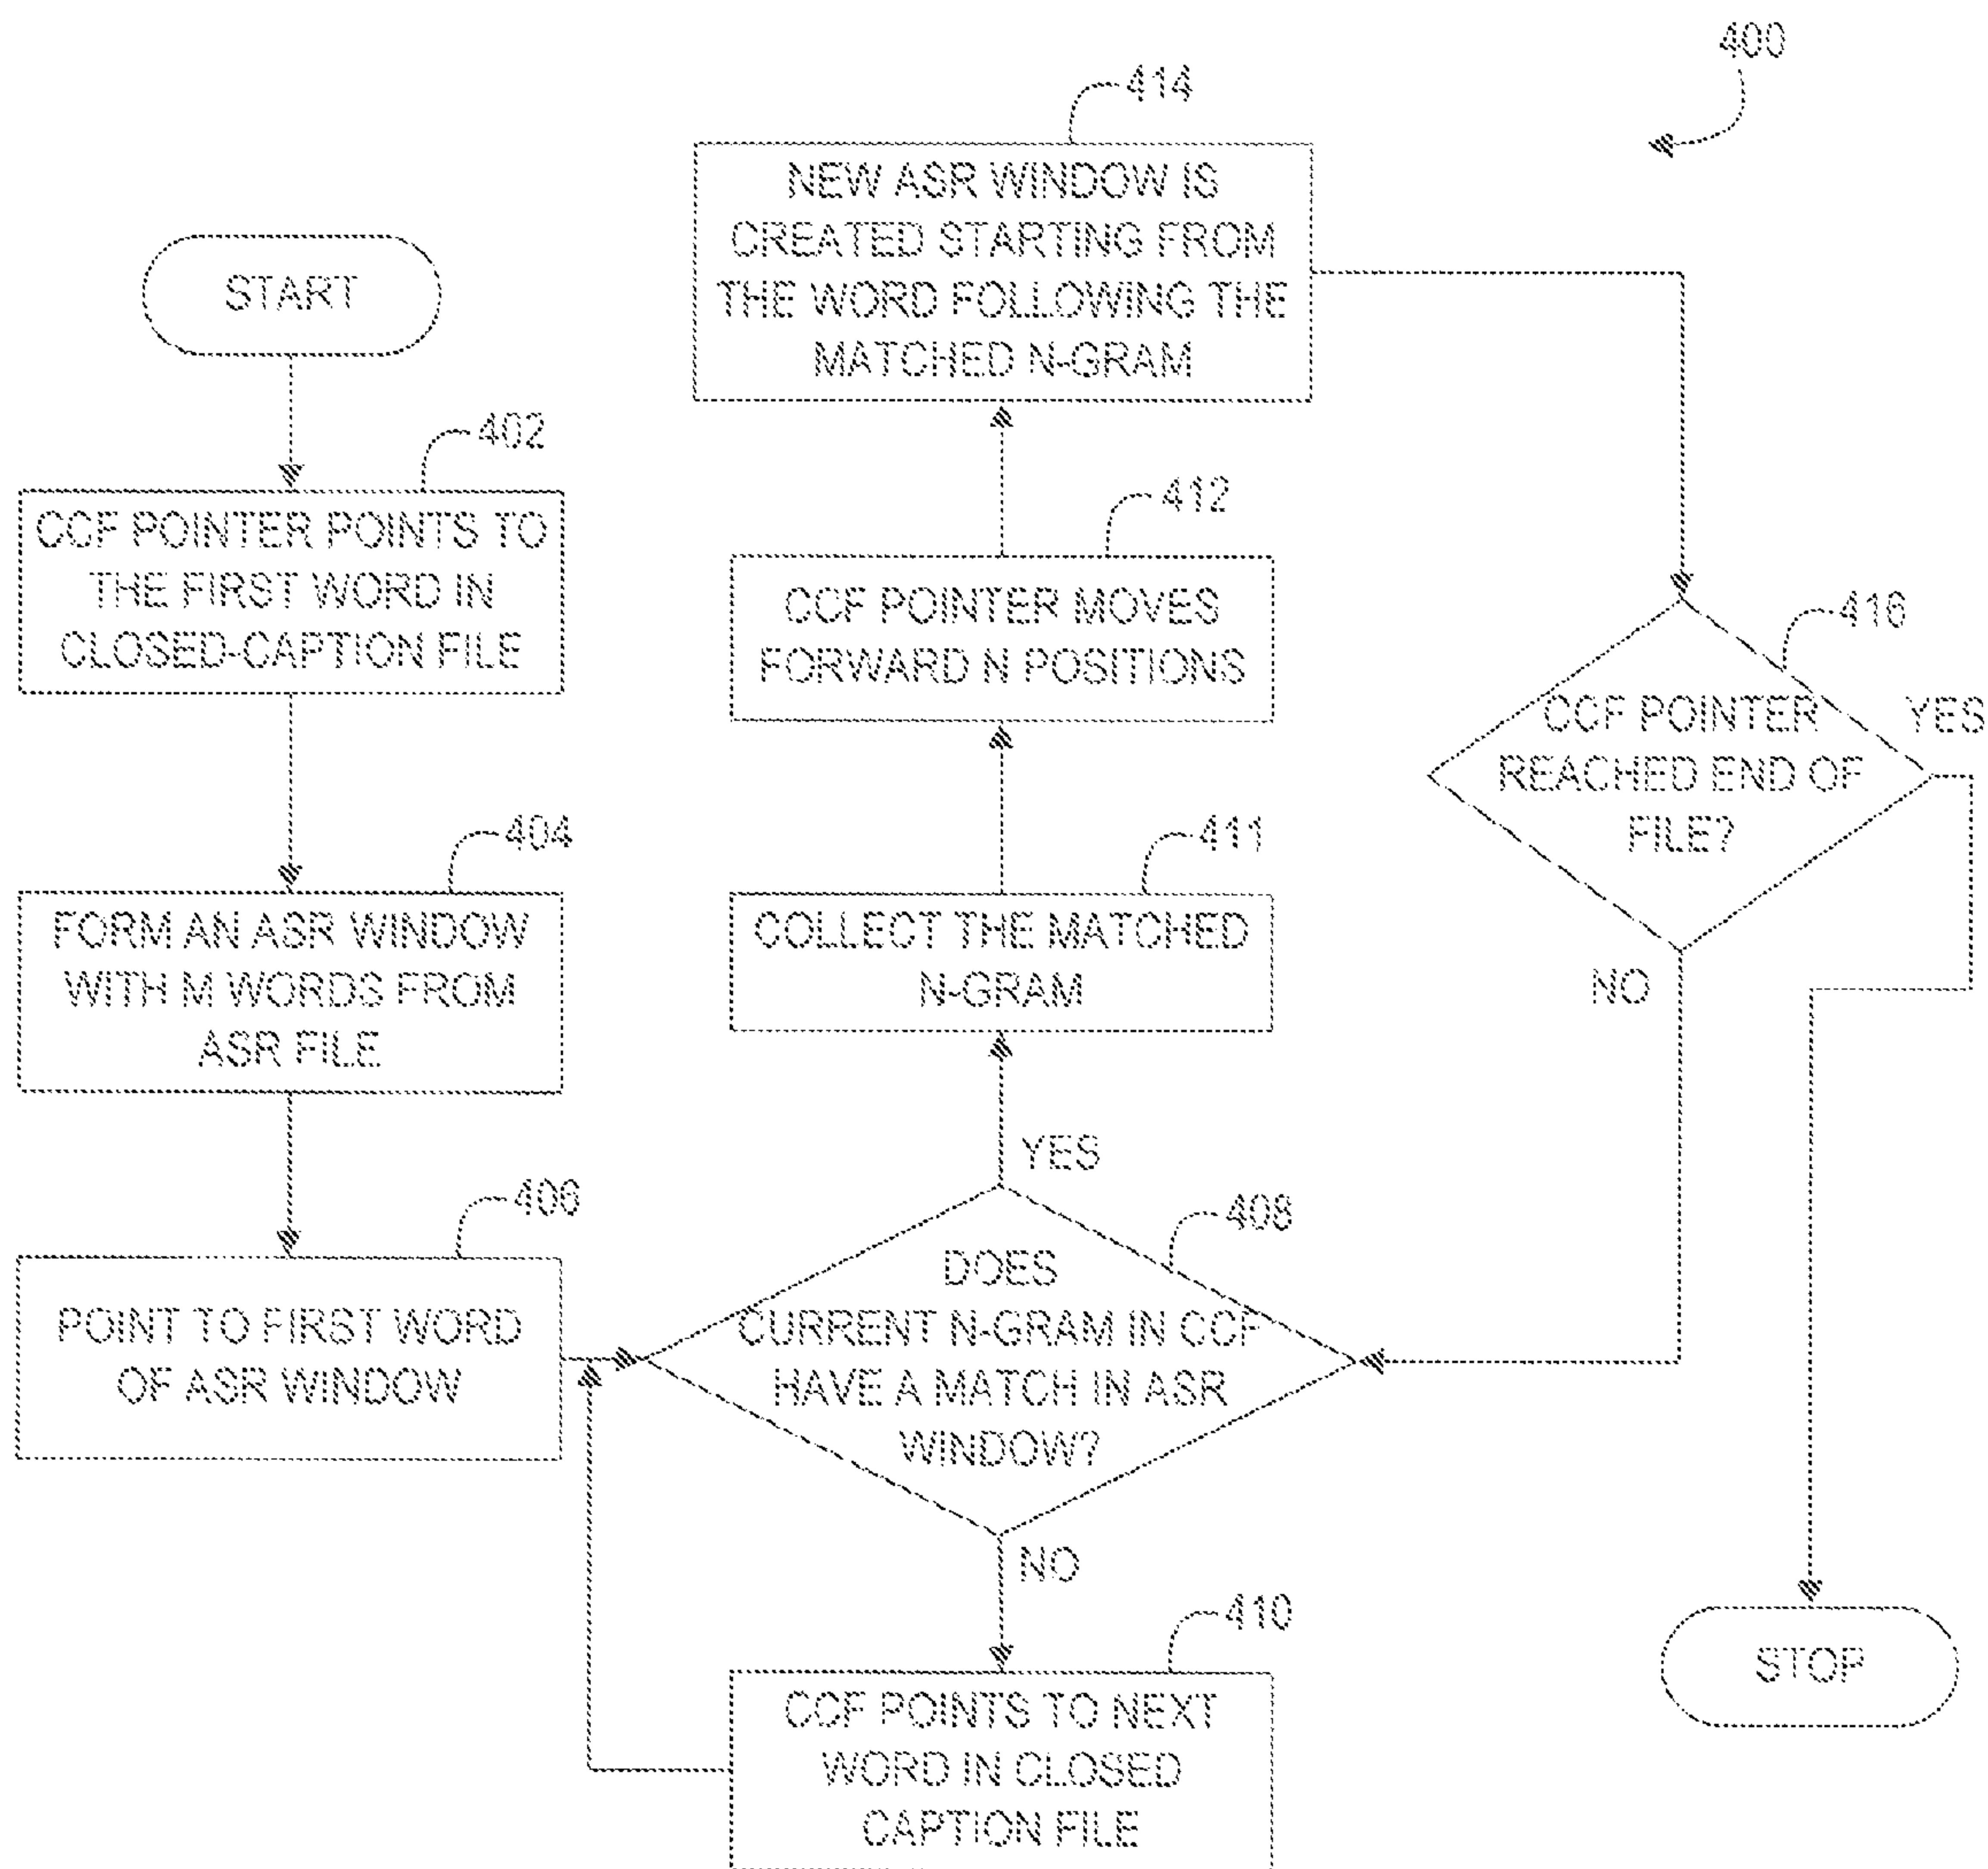 400
START
402
CCF POINTER POINTS TO
THE FIRST WORD IN
CLOSED-CAPTION FILE
404
FORM AN ASR WINDOW
WITH M WORDS FROM
ASR FILE
406
POINT TO FIRST WORD
OF ASR WINDOW
408
DOES
CURRENT N-GRAM IN CCF
HAVE A MATCH IN ASR
WINDOW?
YES
NO
410
CCF POINTS TO NEXT
WORD IN CLOSED
CAPTION FILE
411
COLLECT THE MATCHED
N-GRAM
412
CCF POINTER MOVES
FORWARD N POSITIONS
414
NEW ASR WINDOW IS
CREATED STARTING FROM
THE WORD FOLLOWING THE
MATCHED N-GRAM
416
CCF POINTER
REACHED END OF
FILE?
YES
NO
STOP